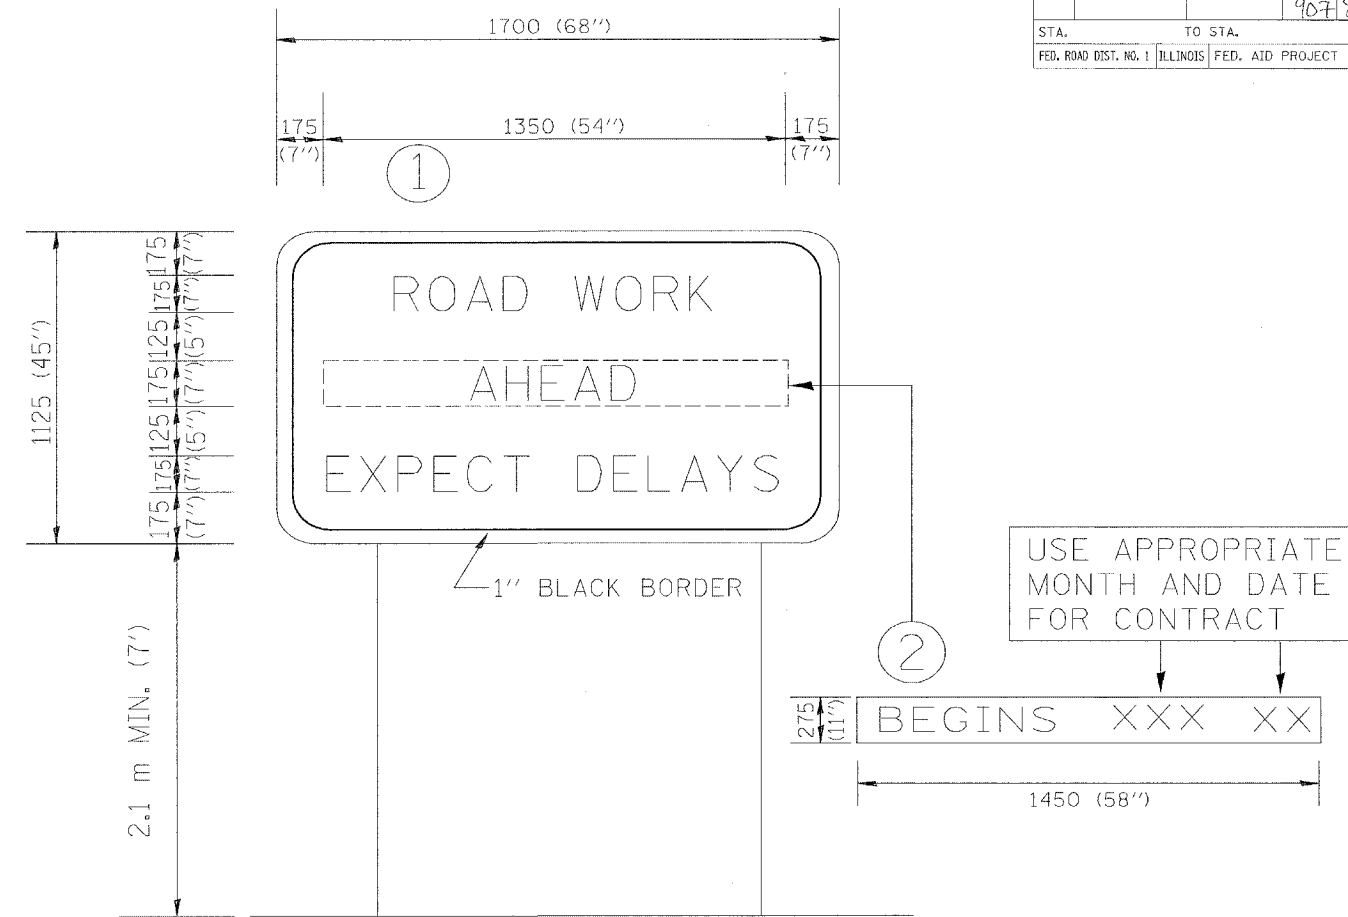 1700 (68")
907
STA. TO STA.
FED. ROAD DIST. NO. 1 ILLINOIS FED. AID PROJECT
175 (7")
1350 (54")
175 (7")
1
1125 (45")
175 (7")
175 (7")
125 (5")
175 (7")
125 (5")
175 (7")
175 (7")
ROAD WORK
AHEAD
EXPECT DELAYS
1" BLACK BORDER
2.1 m MIN. (7')
USE APPROPRIATE
MONTH AND DATE
FOR CONTRACT
2
275 (11")
BEGINS XXX XX
1450 (58")